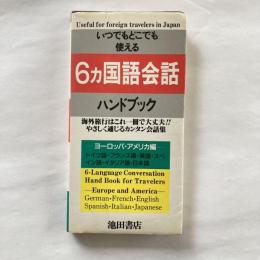 Useful for foreign travelers in Japan
いつでもどこでも
使える
6ヵ国語会話
ハンドブック
海外旅行はこれ一冊で大丈夫!!
やさしく通じるカンタン会話集
ヨーロッパ・アメリカ編
ドイツ語・フランス語・英語・スペ
イン語・イタリア語・日本語
6-Language Conversation
Hand Book for Travelers
—Europe and America—
German・French・English
Spanish・Italian・Japanese
池田書店